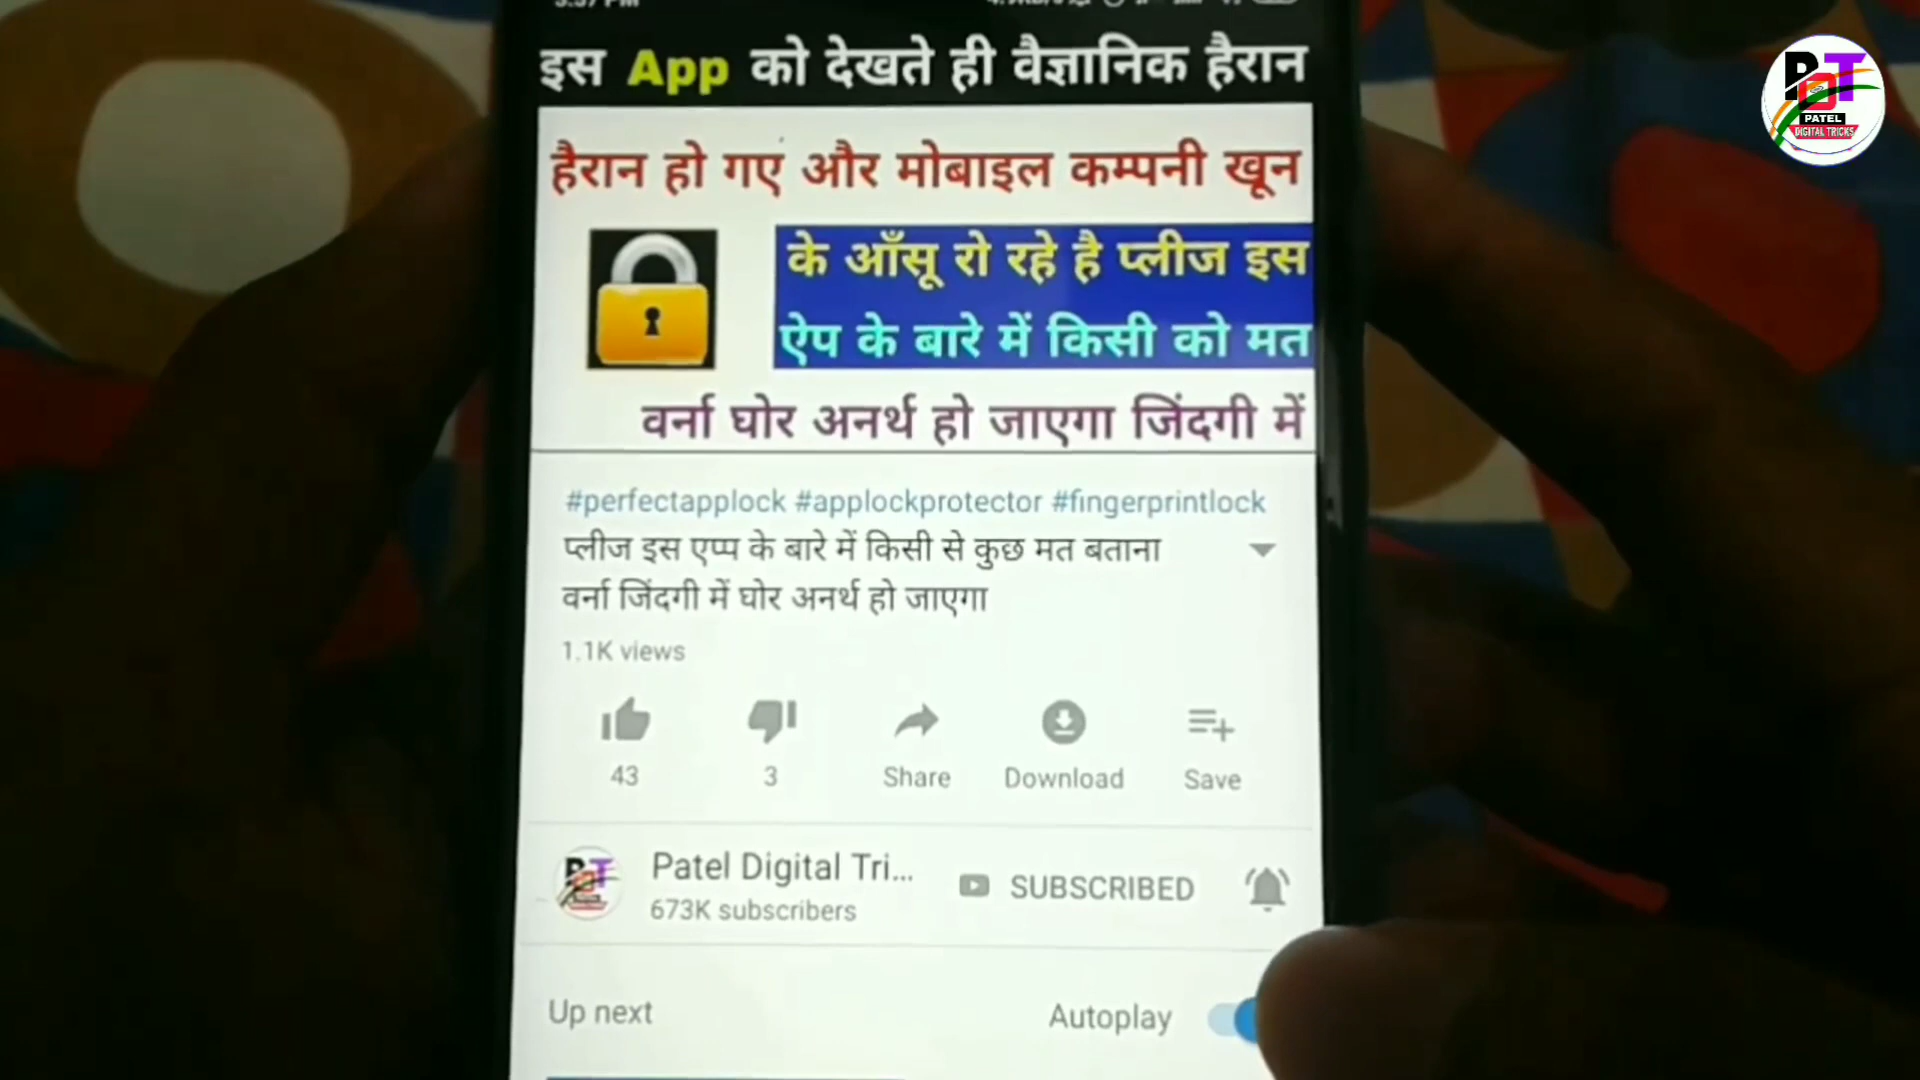 इस App को देखते ही वैज्ञानिक हैरान
हैरान हो गए और मोबाइल कम्पनी खून
के आँसू रो रहे है प्लीज इस
ऐप के बारे में किसी को मत
वर्ना घोर अनर्थ हो जाएगा जिंदगी में
#perfectapplock #applockprotector #fingerprintlock
प्लीज इस एप्प के बारे में किसी से कुछ मत बताना
वर्ना जिंदगी में घोर अनर्थ हो जाएगा
1.1K views
43 3 Share Download Save
Patel Digital Tri... SUBSCRIBED
673K subscribers
Up next Autoplay
PDT
PATEL
DIGITAL TRICKS